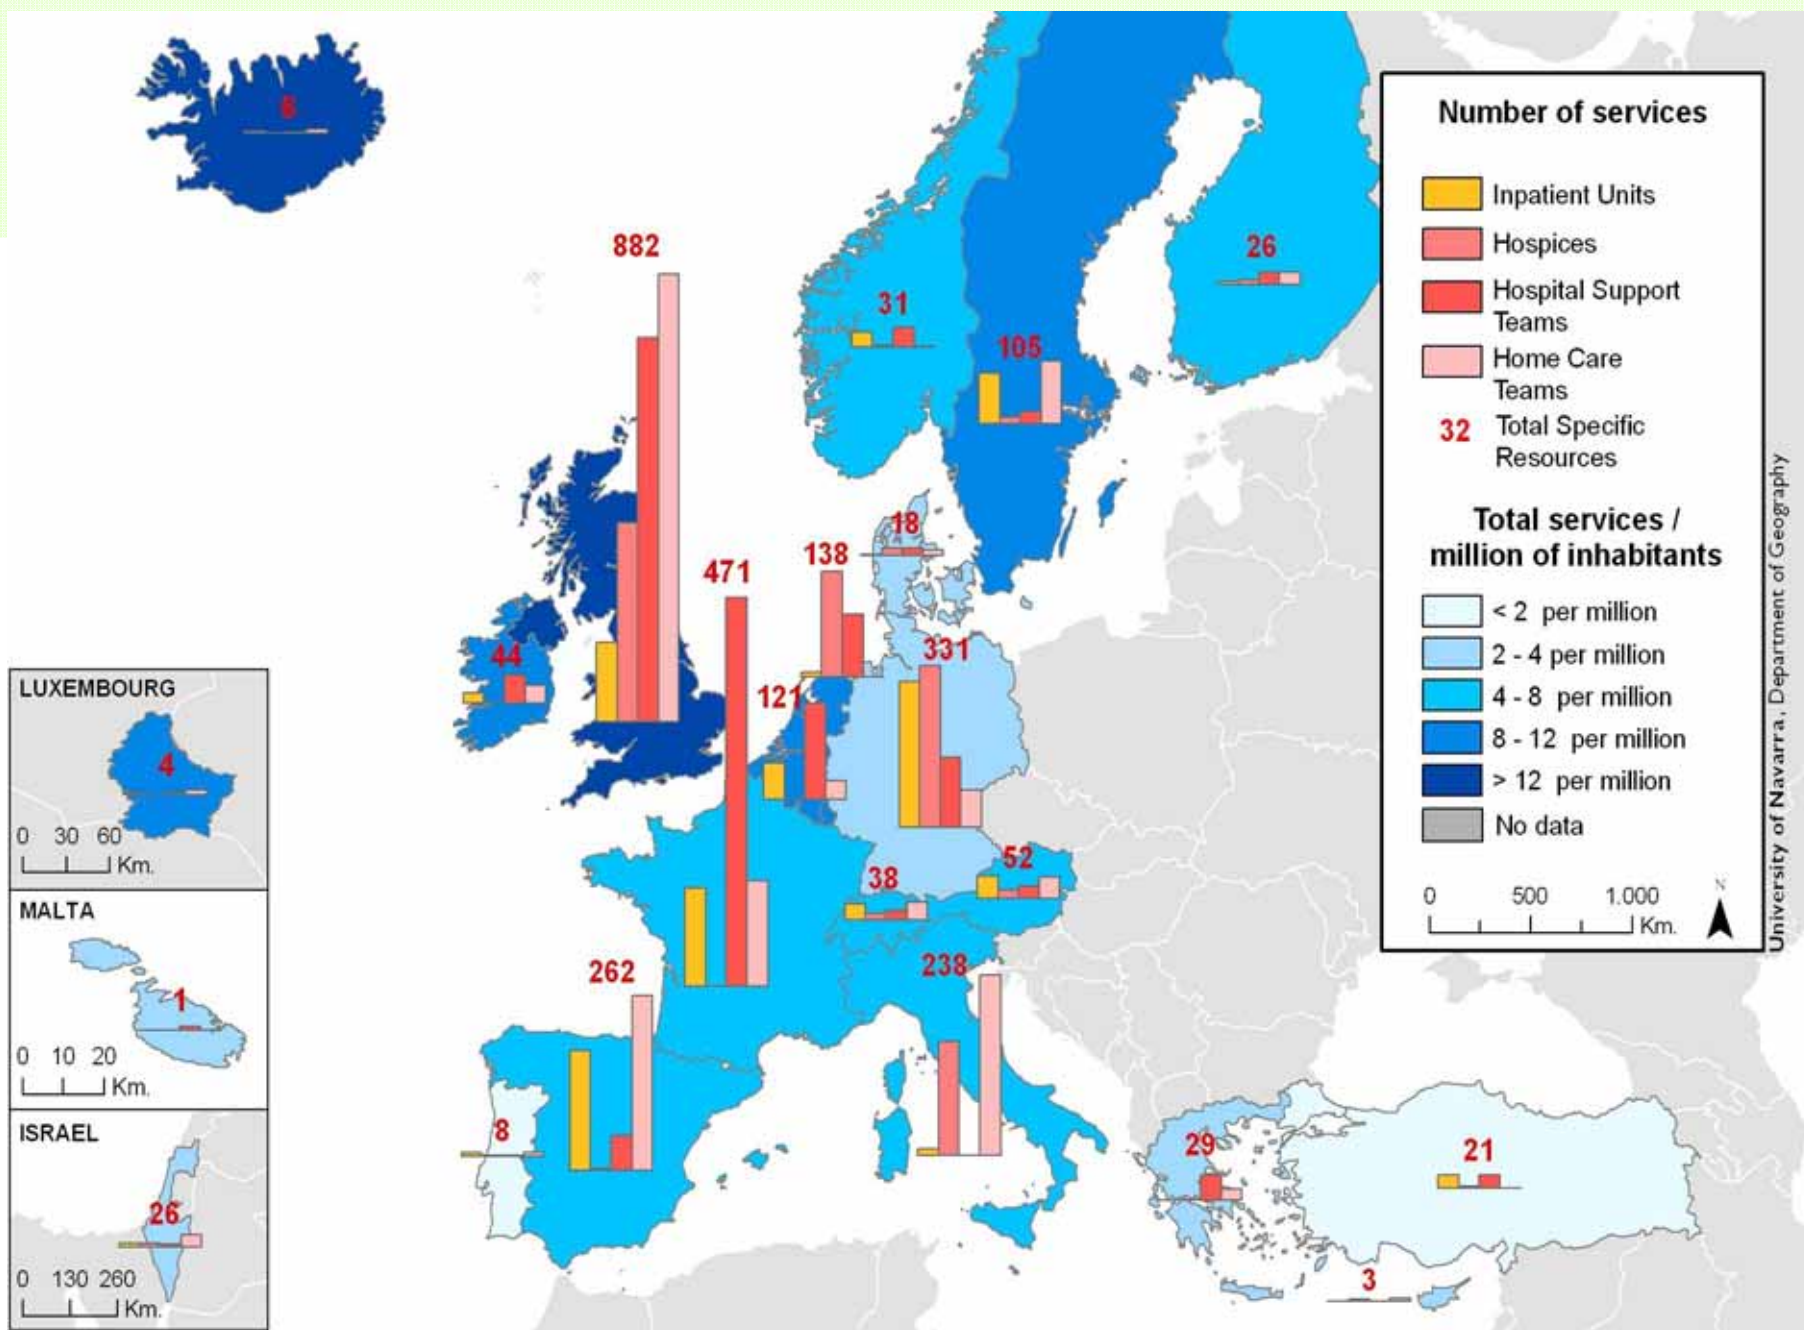 882
26
31
105
18
138
471
44
331
121
52
38
262
238
8
29
21
3
LUXEMBOURG
4
0 30 60
Km.
MALTA
1
0 10 20
Km.
ISRAEL
26
0 130 260
Km.
Number of services
Inpatient Units
Hospices
Hospital Support
Teams
Home Care
Teams
32 Total Specific
Resources
Total services /
million of inhabitants
< 2 per million
2 - 4 per million
4 - 8 per million
8 - 12 per million
> 12 per million
No data
N
0 500 1.000
Km.
University of Navarra, Department of Geography